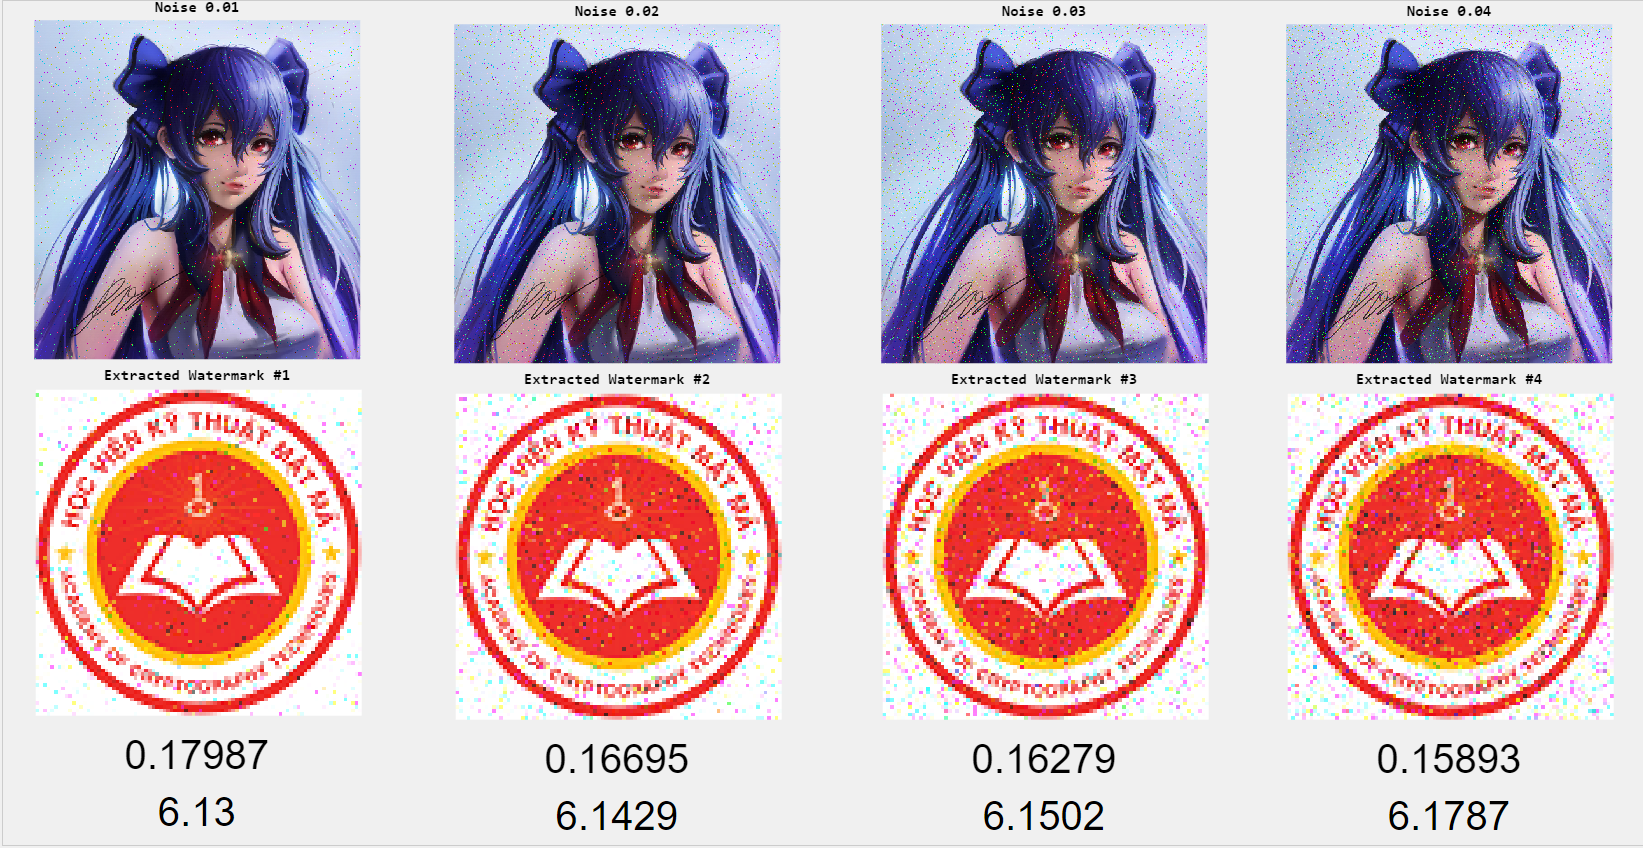 Noise 0.01
Noise 0.02
Noise 0.03
Noise 0.04
Extracted Watermark #1
Extracted Watermark #2
Extracted Watermark #3
Extracted Watermark #4
HỌC VIỆN KỸ THUẬT MẬT MÃ
ACADEMY OF CRYPTOGRAPHY TECHNIQUES
HỌC VIỆN KỸ THUẬT MẬT MÃ
ACADEMY OF CRYPTOGRAPHY TECHNIQUES
HỌC VIỆN KỸ THUẬT MẬT MÃ
ACADEMY OF CRYPTOGRAPHY TECHNIQUES
HỌC VIỆN KỸ THUẬT MẬT MÃ
ACADEMY OF CRYPTOGRAPHY TECHNIQUES
0.17987
0.16695
0.16279
0.15893
6.13
6.1429
6.1502
6.1787